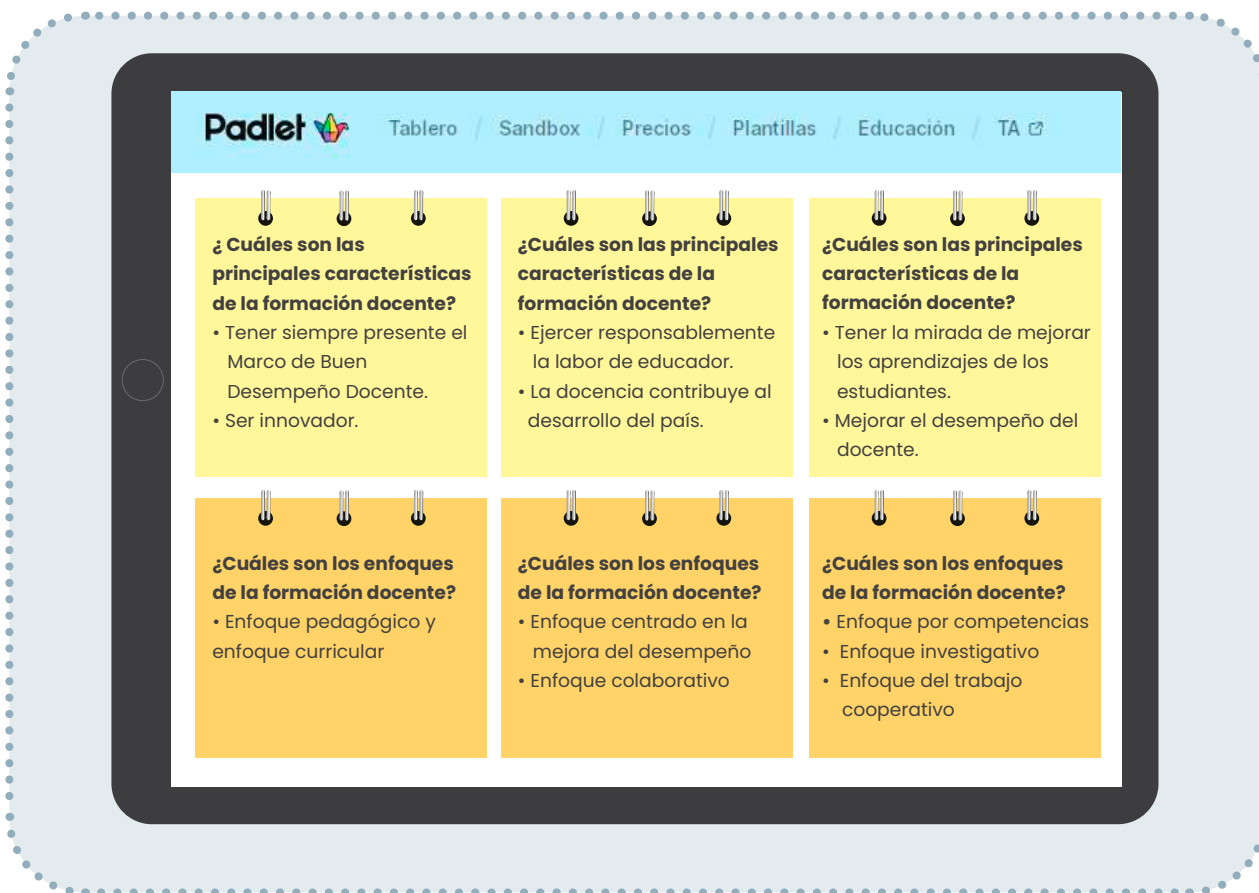 Padlet Tablero / Sandbox / Precios / Plantillas / Educación / TA
¿ Cuáles son las
principales características
de la formación docente?
• Tener siempre presente el
Marco de Buen
Desempeño Docente.
• Ser innovador.
¿Cuáles son las principales
características de la
formación docente?
• Ejercer responsablemente
la labor de educador.
• La docencia contribuye al
desarrollo del país.
¿Cuáles son las principales
características de la
formación docente?
• Tener la mirada de mejorar
los aprendizajes de los
estudiantes.
• Mejorar el desempeño del
docente.
¿Cuáles son los enfoques
de la formación docente?
• Enfoque pedagógico y
enfoque curricular
¿Cuáles son los enfoques
de la formación docente?
• Enfoque centrado en la
mejora del desempeño
• Enfoque colaborativo
¿Cuáles son los enfoques
de la formación docente?
• Enfoque por competencias
• Enfoque investigativo
• Enfoque del trabajo
cooperativo